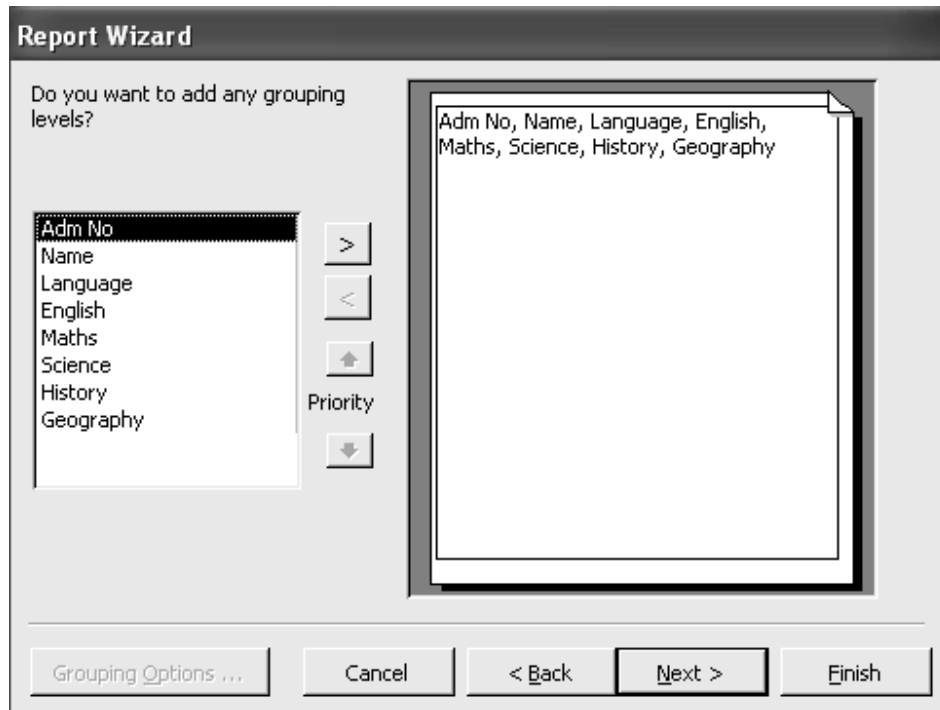 Report Wizard
Do you want to add any grouping
levels?
Adm No, Name, Language, English,
Maths, Science, History, Geography
Adm No
Name
Language
English
Maths
Science
History
Geography
>
<
Priority
Grouping Options ...
Cancel
< Back
Next >
Finish